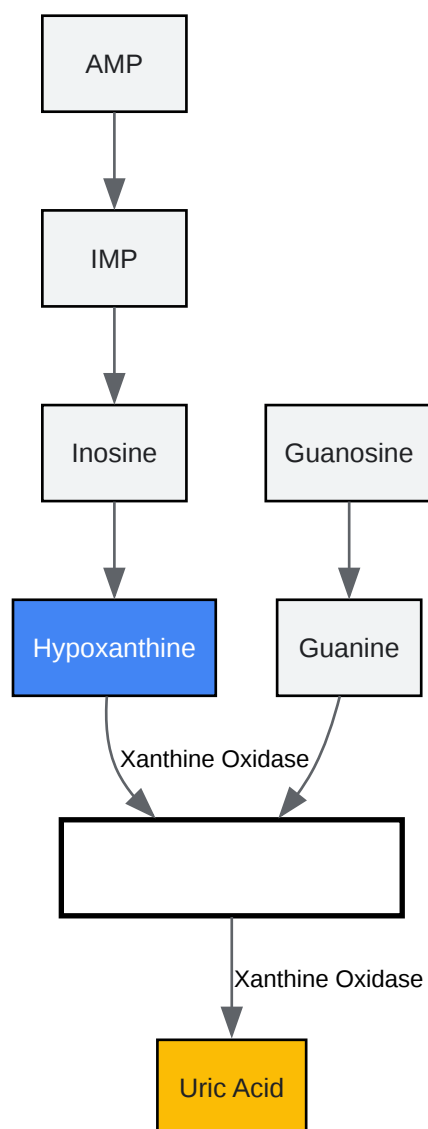 AMP
IMP
Inosine
Guanosine
Hypoxanthine
Guanine
Xanthine Oxidase
Xanthine Oxidase
Uric Acid